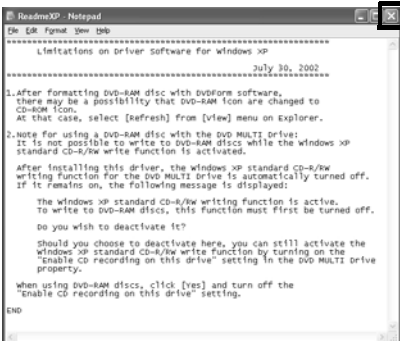 ReadmeXP - Notepad
File Edit Format View Help
==================================================
Limitations on Driver Software for Windows XP
July 30, 2002
==================================================
1.After formatting DVD-RAM disc with DVDForm software,
there may be a possibility that DVD-RAM icon are changed to
CD-ROM icon.
At that case, select [Refresh] from [View] menu on Explorer.
2.Note for using a DVD-RAM disc with the DVD MULTI Drive:
It is not possible to write to DVD-RAM discs while the Windows XP
standard CD-R/RW write function is activated.
After installing this driver, the Windows XP standard CD-R/RW
writing function for the DVD MULTI Drive is automatically turned off.
If it remains on, the following message is displayed:
The Windows XP standard CD-R/RW writing function is active.
To write to DVD-RAM discs, this function must first be turned off.
Do you wish to deactivate it?
Should you choose to deactivate here, you can still activate the
Windows XP standard CD-R/RW write function by turning on the
"Enable CD recording on this drive" setting in the DVD MULTI Drive
property.
When using DVD-RAM discs, click [Yes] and turn off the
"Enable CD recording on this drive" setting.
END